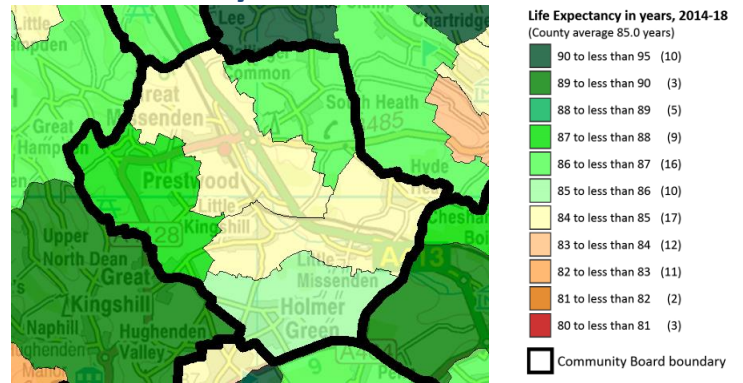 Life Expectancy in years, 2014-18
(County average 85.0 years)
90 to less than 95 (10)
89 to less than 90 (3)
88 to less than 89 (5)
87 to less than 88 (9)
86 to less than 87 (16)
85 to less than 86 (10)
84 to less than 85 (17)
83 to less than 84 (12)
82 to less than 83 (11)
81 to less than 82 (2)
80 to less than 81 (3)
Community Board boundary
Little
Lee
Chartridge
Common
Great
Missenden
South Heath
Great
Hyde
Prestwood
Little
Kingshill
Upper
North Dean
Great
Kingshill
Little
Missenden
A413
Holmer
Green
Naphill
Hughenden
Valley
9